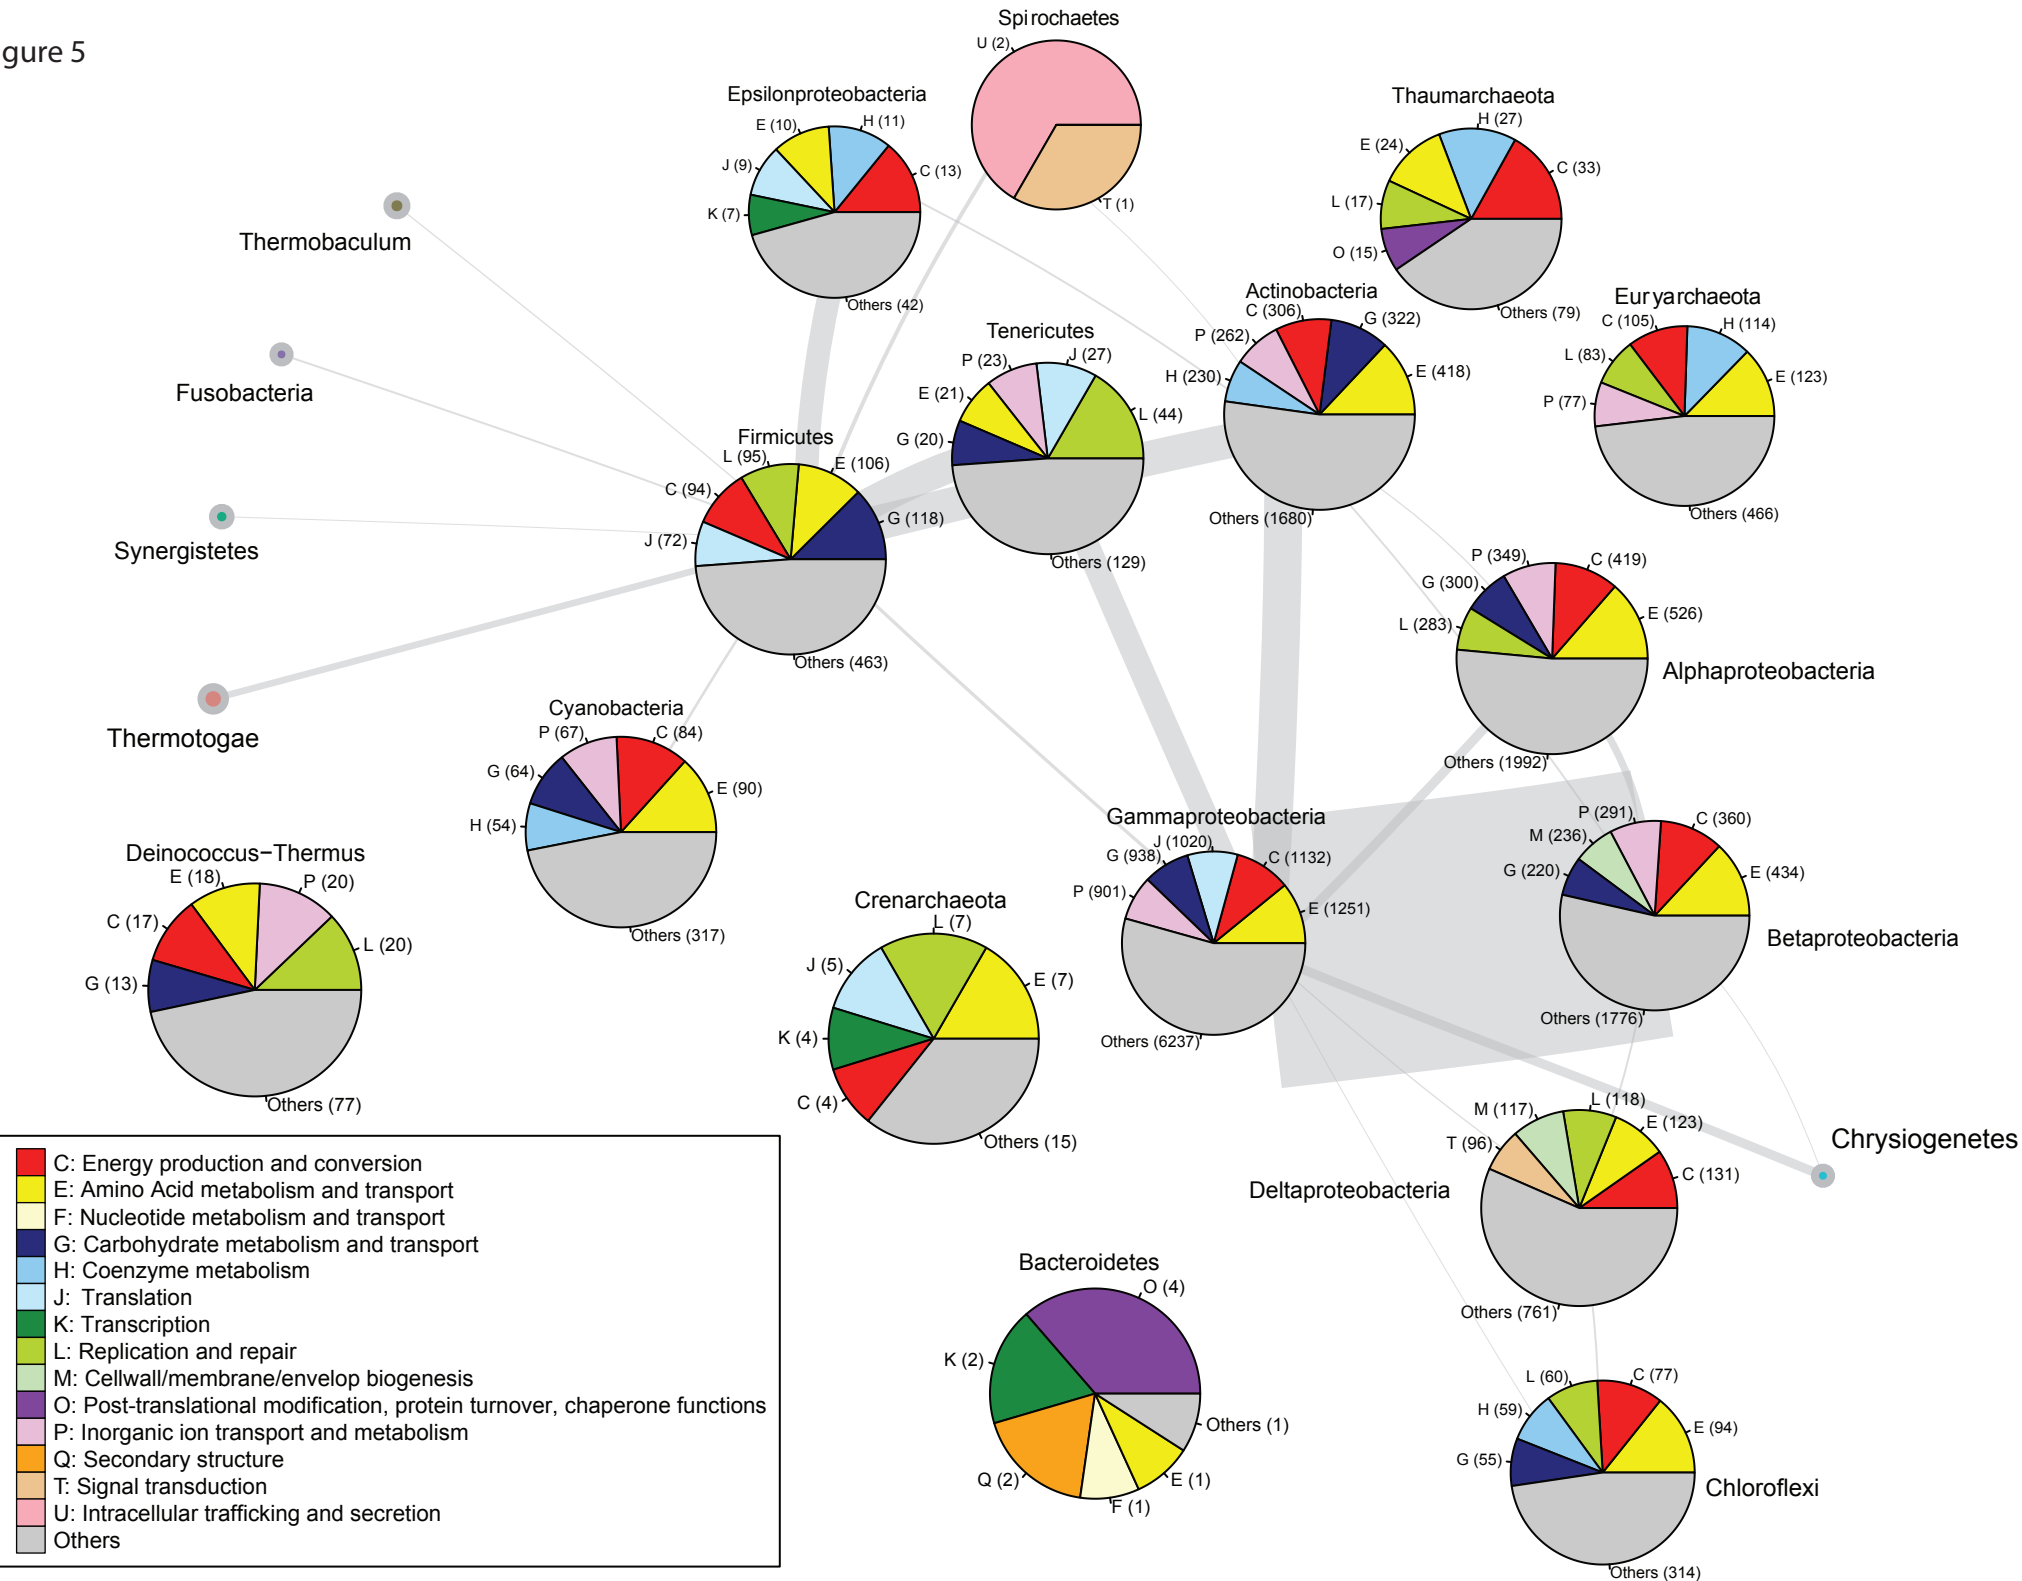 gure 5
Spirochaetes
U (2)
T (1)
Epsilonproteobacteria
E (10)
H (11)
J (9)
C (13)
K (7)
Others (42)
Thaumarchaeota
H (27)
E (24)
C (33)
L (17)
O (15)
Others (79)
Thermobaculum
Actinobacteria
C (306)
G (322)
P (262)
H (230)
E (418)
Others (1680)
Euryarchaeota
C (105)
H (114)
L (83)
E (123)
P (77)
Others (466)
Tenericutes
P (23)
J (27)
E (21)
L (44)
G (20)
Others (129)
Fusobacteria
Firmicutes
L (95)
E (106)
C (94)
G (118)
J (72)
Others (463)
Synergistetes
P (349)
C (419)
G (300)
E (526)
L (283)
Alphaproteobacteria
Others (1992)
Thermotogae
Cyanobacteria
P (67)
C (84)
G (64)
E (90)
H (54)
Others (317)
Gammaproteobacteria
J (1020)
G (938)
C (1132)
P (901)
E (1251)
Others (6237)
P (291)
C (360)
M (236)
G (220)
E (434)
Betaproteobacteria
Others (1776)
Deinococcus−Thermus
E (18)
P (20)
C (17)
L (20)
G (13)
Others (77)
Crenarchaeota
L (7)
J (5)
E (7)
K (4)
C (4)
Others (15)
M (117)
L (118)
E (123)
T (96)
C (131)
Deltaproteobacteria
Others (761)
Chrysiogenetes
Bacteroidetes
O (4)
K (2)
Others (1)
Q (2)
E (1)
F (1)
L (60)
C (77)
H (59)
E (94)
G (55)
Chloroflexi
Others (314)
C: Energy production and conversion
E: Amino Acid metabolism and transport
F: Nucleotide metabolism and transport
G: Carbohydrate metabolism and transport
H: Coenzyme metabolism
J: Translation
K: Transcription
L: Replication and repair
M: Cellwall/membrane/envelop biogenesis
O: Post-translational modification, protein turnover, chaperone functions
P: Inorganic ion transport and metabolism
Q: Secondary structure
T: Signal transduction
U: Intracellular trafficking and secretion
Others